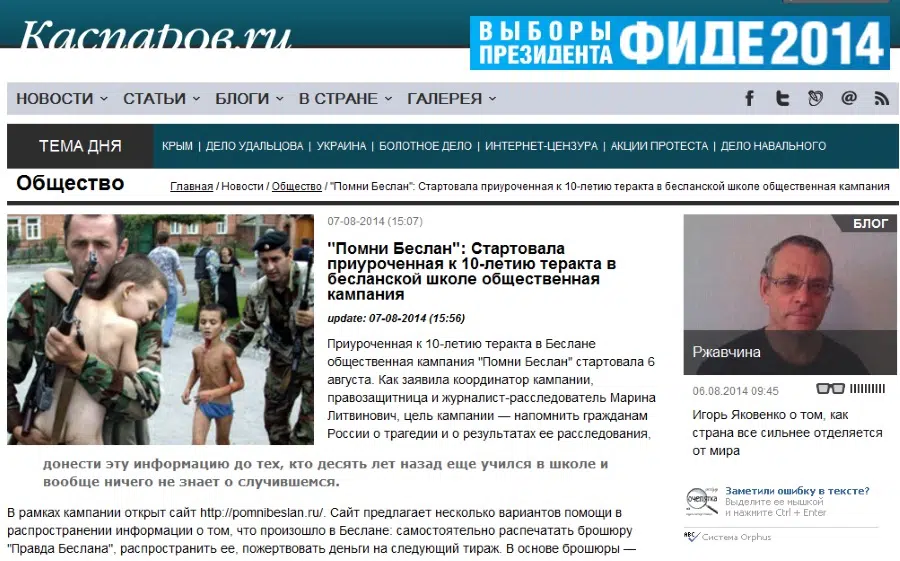 Каспаров.ru
ВЫБОРЫ
ПРЕЗИДЕНТА
ФИДЕ 2014
НОВОСТИ СТАТЬИ БЛОГИ В СТРАНЕ ГАЛЕРЕЯ
ТЕМА ДНЯ
КРЫМ | ДЕЛО УДАЛЬЦОВА | УКРАИНА | БОЛОТНОЕ ДЕЛО | ИНТЕРНЕТ-ЦЕНЗУРА | АКЦИИ ПРОТЕСТА | ДЕЛО НАВАЛЬНОГО
Общество
Главная / Новости / Общество / "Помни Беслан": Стартовала приуроченная к 10-летию теракта в бесланской школе общественная кампания
07-08-2014 (15:07)
"Помни Беслан": Стартовала
приуроченная к 10-летию теракта в
бесланской школе общественная
кампания
update: 07-08-2014 (15:56)
Приуроченная к 10-летию теракта в Беслане
общественная кампания "Помни Беслан" стартовала 6
августа. Как заявила координатор кампании,
правозащитница и журналист-расследователь Марина
Литвинович, цель кампании — напомнить гражданам
России о трагедии и о результатах ее расследования,
донести эту информацию до тех, кто десять лет назад еще учился в школе и
вообще ничего не знает о случившемся.
В рамках кампании открыт сайт http://pomnibeslan.ru/. Сайт предлагает несколько вариантов помощи в
распространении информации о том, что произошло в Беслане: самостоятельно распечатать брошюру
"Правда Беслана", распространить ее, пожертвовать деньги на следующий тираж. В основе брошюры —
БЛОГ
Ржавчина
06.08.2014 09:45
Игорь Яковенко о том, как
страна все сильнее отделяется
от мира
очепятка
Заметили ошибку в тексте?
Выделите ее мышкой
и нажмите Ctrl + Enter
ABC Система Orphus